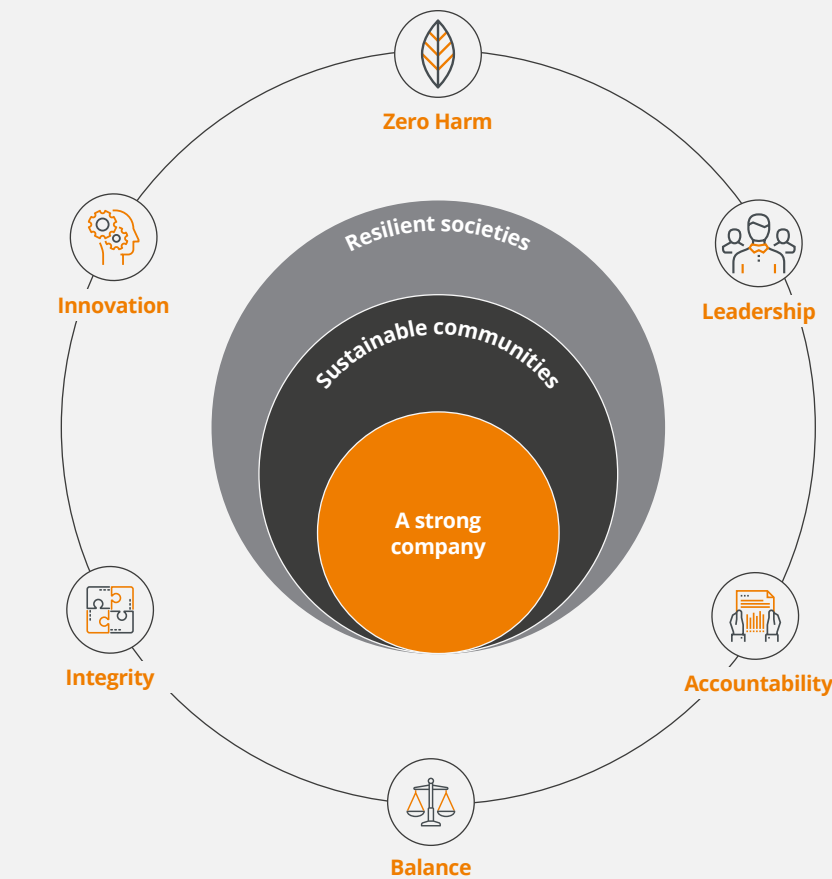 Zero Harm
Resilient societies
Innovation
Leadership
Sustainable communities
A strong
company
Integrity
Accountability
Balance